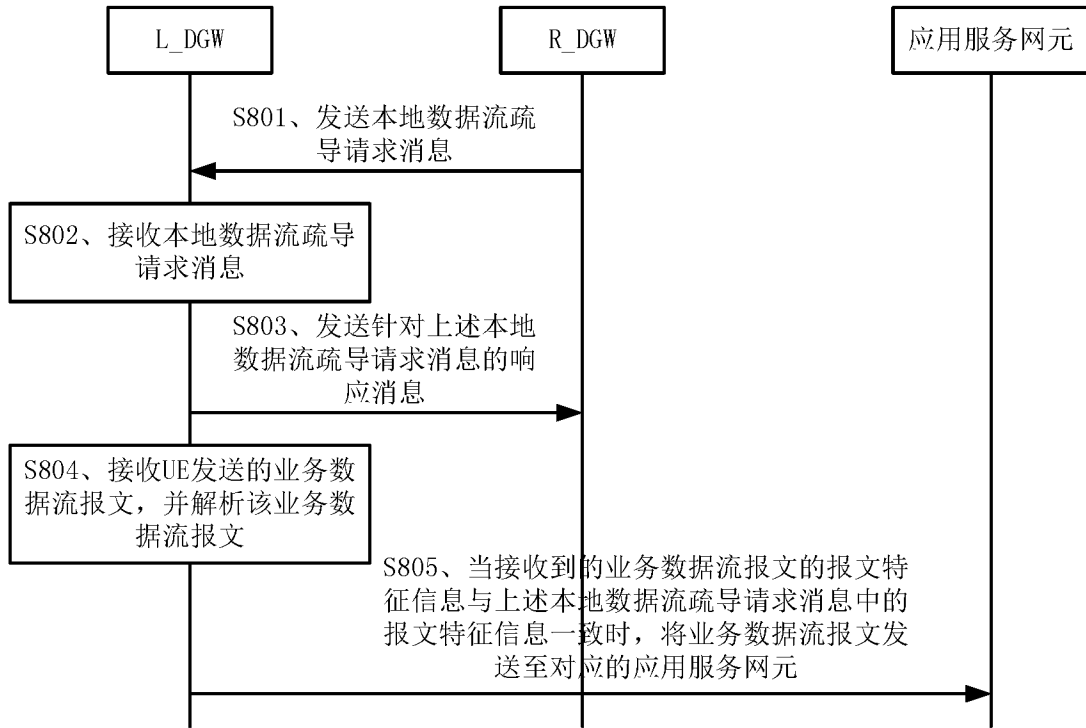 L_DGW
R_DGW
应用服务网元
S801、发送本地数据流疏
导请求消息
S802、接收本地数据流疏导
请求消息
S803、发送针对上述本地
数据流疏导请求消息的响
应消息
S804、接收UE发送的业务数
据流报文，并解析该业务数
据流报文
S805、当接收到的业务数据流报文的报文特
征信息与上述本地数据流疏导请求消息中的
报文特征信息一致时，将业务数据流报文发
送至对应的应用服务网元